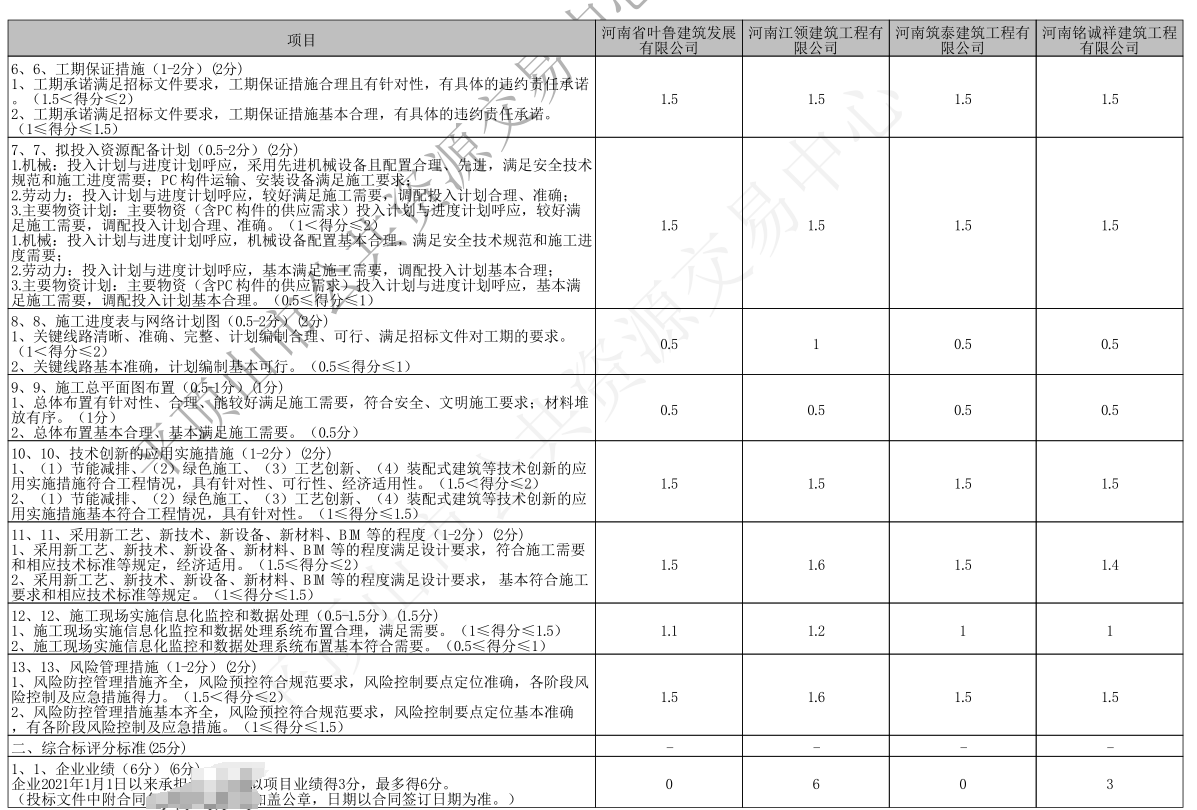 项目
河南省叶鲁建筑发展
有限公司
河南江领建筑工程有
限公司
河南筑泰建筑工程有
限公司
河南铭诚祥建筑工程
有限公司
6、6、工期保证措施（1-2分）(2分)
1、工期承诺满足招标文件要求，工期保证措施合理且有针对性，有具体的违约责任承诺
。（1.5＜得分≤2）
2、工期承诺满足招标文件要求，工期保证措施基本合理，有具体的违约责任承诺。
（1≤得分≤1.5）
1.5
1.5
1.5
1.5
7、7、拟投入资源配备计划（0.5-2分）(2分)
1.机械：投入计划与进度计划呼应，采用先进机械设备且配置合理、先进，满足安全技术
规范和施工进度需要；PC构件运输、安装设备满足施工要求；
2.劳动力：投入计划与进度计划呼应，较好满足施工需要，调配投入计划合理、准确；
3.主要物资计划：主要物资（含PC构件的供应需求）投入计划与进度计划呼应，较好满
足施工需要，调配投入计划合理、准确。（1＜得分≤2）
1.机械：投入计划与进度计划呼应，机械设备配置基本合理，满足安全技术规范和施工进
度需要；
2.劳动力：投入计划与进度计划呼应，基本满足施工需要，调配投入计划基本合理；
3.主要物资计划：主要物资（含PC构件的供应需求）投入计划与进度计划呼应，基本满
足施工需要，调配投入计划基本合理。（0.5≤得分≤1）
1.5
1.5
1.5
1.5
8、8、施工进度表与网络计划图（0.5-2分）(2分)
1、关键线路清晰、准确、完整、计划编制合理、可行、满足招标文件对工期的要求。
（1＜得分≤2）
2、关键线路基本准确，计划编制基本可行。（0.5≤得分≤1）
0.5
1
0.5
0.5
9、9、施工总平面图布置（0.5-1分）(1分)
1、总体布置有针对性、合理、能较好满足施工需要，符合安全、文明施工要求；材料堆
放有序。（1分）
2、总体布置基本合理、基本满足施工需要。（0.5分）
0.5
0.5
0.5
0.5
10、10、技术创新的应用实施措施（1-2分）(2分)
1、（1）节能减排、（2）绿色施工、（3）工艺创新、（4）装配式建筑等技术创新的应
用实施措施符合工程情况，具有针对性、可行性、经济适用性。（1.5＜得分≤2）
2、（1）节能减排、（2）绿色施工、（3）工艺创新、（4）装配式建筑等技术创新的应
用实施措施基本符合工程情况，具有针对性。（1≤得分≤1.5）
1.5
1.5
1.5
1.5
11、11、采用新工艺、新技术、新设备、新材料、BIM 等的程度（1-2分）(2分)
1、采用新工艺、新技术、新设备、新材料、BIM 等的程度满足设计要求，符合施工需要
和相应技术标准等规定，经济适用。（1.5≤得分≤2）
2、采用新工艺、新技术、新设备、新材料、BIM 等的程度满足设计要求， 基本符合施工
要求和相应技术标准等规定。（1≤得分≤1.5）
1.5
1.6
1.5
1.4
12、12、施工现场实施信息化监控和数据处理（0.5-1.5分）(1.5分)
1、施工现场实施信息化监控和数据处理系统布置合理，满足需要。（1≤得分≤1.5）
2、施工现场实施信息化监控和数据处理系统布置基本符合需要。（0.5≤得分≤1）
1.1
1.2
1
1
13、13、风险管理措施（1-2分）(2分)
1、风险防控管理措施齐全，风险预控符合规范要求，风险控制要点定位准确，各阶段风
险控制及应急措施得力。（1.5＜得分≤2）
2、风险防控管理措施基本齐全，风险预控符合规范要求，风险控制要点定位基本准确
，有各阶段风险控制及应急措施。（1≤得分≤1.5）
1.5
1.6
1.5
1.5
二、综合标评分标准(25分)
–
–
–
–
1、1、企业业绩（6分）(6分)
企业2021年1月1日以来承担 项目业绩得3分，最多得6分。
（投标文件中附合同 加盖公章，日期以合同签订日期为准。）
0
6
0
3
平顶山市公共资源交易中心
平顶山市公共资源交易中心